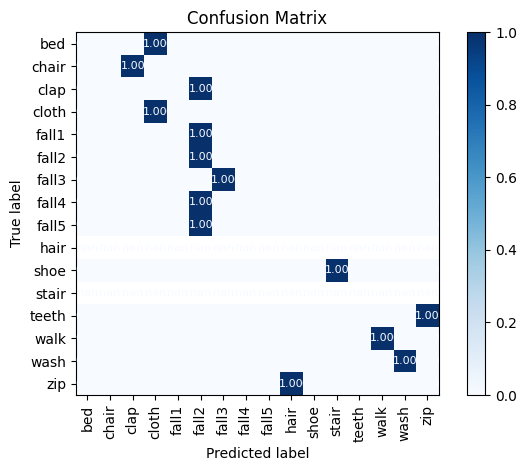 Confusion Matrix
True label
bed 1.00
chair 1.00
clap 1.00
cloth 1.00
fall1 1.00
fall2 1.00
fall3 1.00
fall4 1.00
fall5 1.00
hair
shoe 1.00
stair
teeth 1.00
walk 1.00
wash 1.00
zip 1.00
bed chair clap cloth fall1 fall2 fall3 fall4 fall5 hair shoe stair teeth walk wash zip
Predicted label
1.0
0.8
0.6
0.4
0.2
0.0